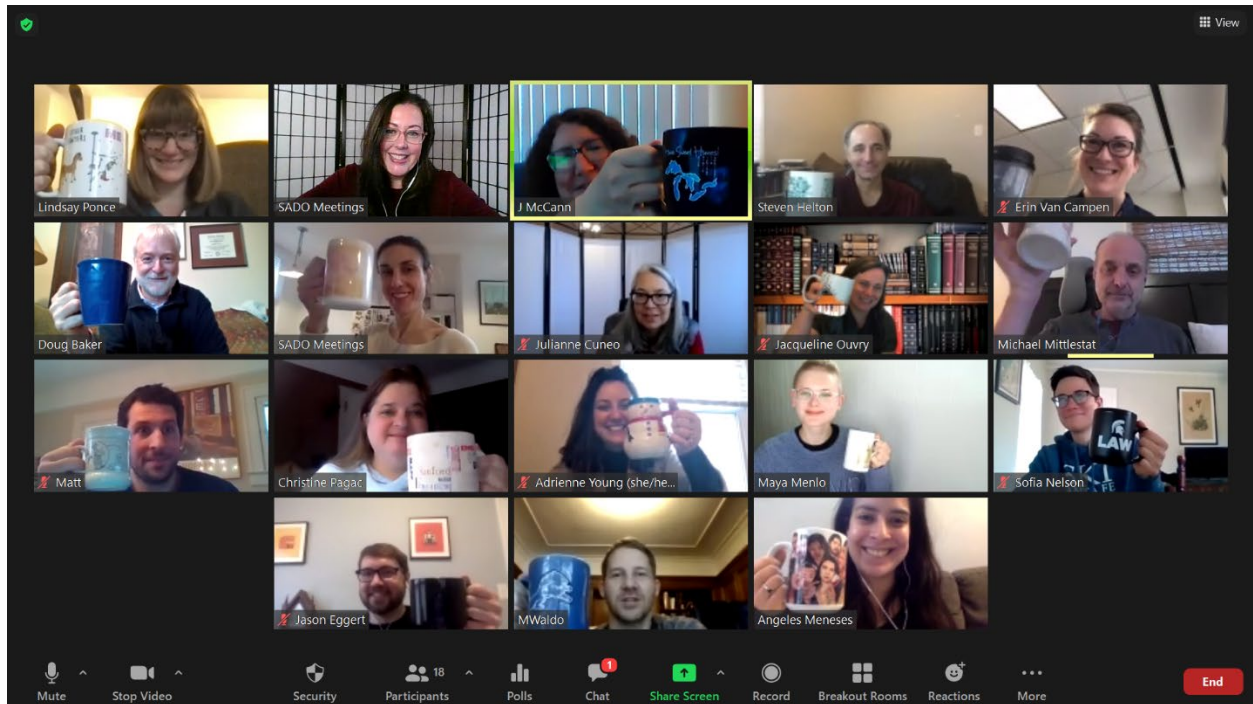 View
Lindsay Ponce
SADO Meetings
J McCann
Steven Helton
Erin Van Campen
Doug Baker
SADO Meetings
Julianne Cuneo
Jacqueline Ouvry
Michael Mittlestat
Matt
Christine Pagac
Adrienne Young (she/he...
Maya Menlo
LAW
Sofia Nelson
Jason Eggert
MWaldo
Angeles Meneses
18
1
Mute
Stop Video
Security
Participants
Polls
Chat
Share Screen
Record
Breakout Rooms
Reactions
More
End